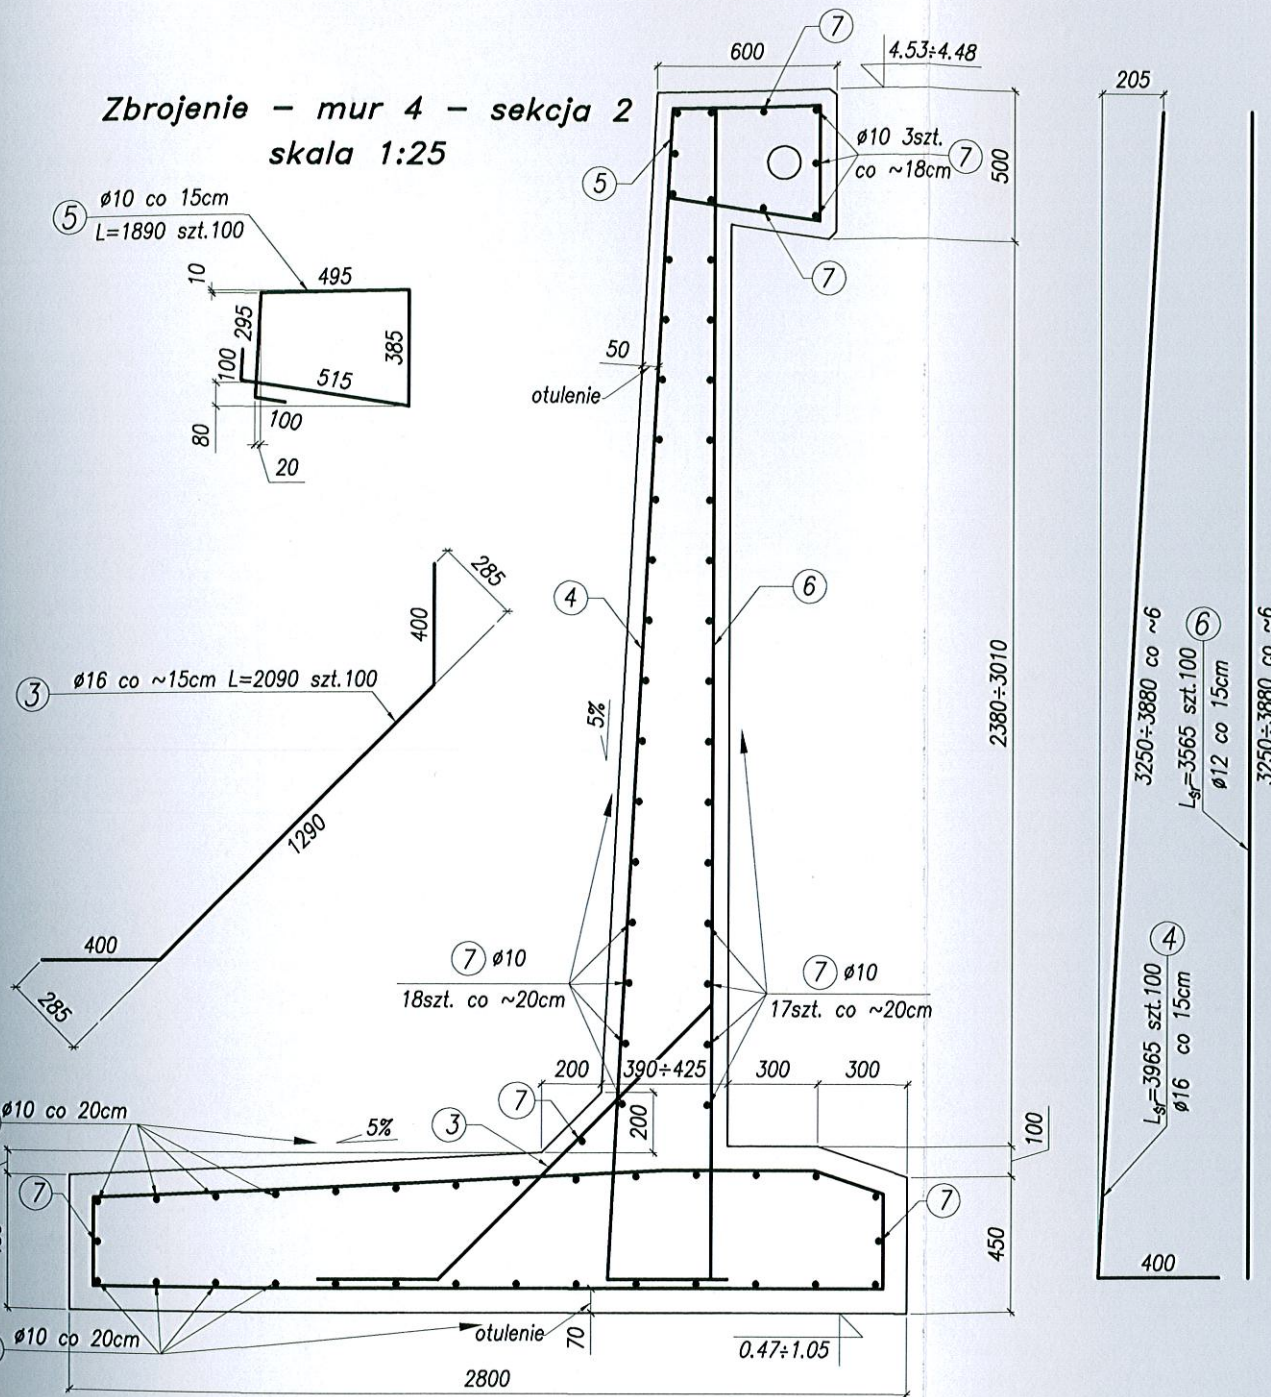 Zbrojenie – mur 4 – sekcja 2
skala 1:25
5
ø10 co 15cm
L=1890 szt.100
10
495
295
100
385
515
100
80
20
600
7
4.53÷4.48
ø10 3szt.
co ~18cm
7
5
7
500
50
otulenie
4
6
5%
2380÷3010
3
ø16 co ~15cm L=2090 szt.100
285
400
1290
400
285
7 ø10
18szt. co ~20cm
7 ø10
17szt. co ~20cm
200
390÷425
300
300
200
100
ø10 co 20cm
5%
3
7
7
7
450
ø10 co 20cm
otulenie
70
0.47÷1.05
2800
205
3250÷3880 co ~6
6
Lśr=3565 szt.100
ø12 co 15cm
3250÷3880 co ~6
4
Lśr=3965 szt.100
ø16 co 15cm
400